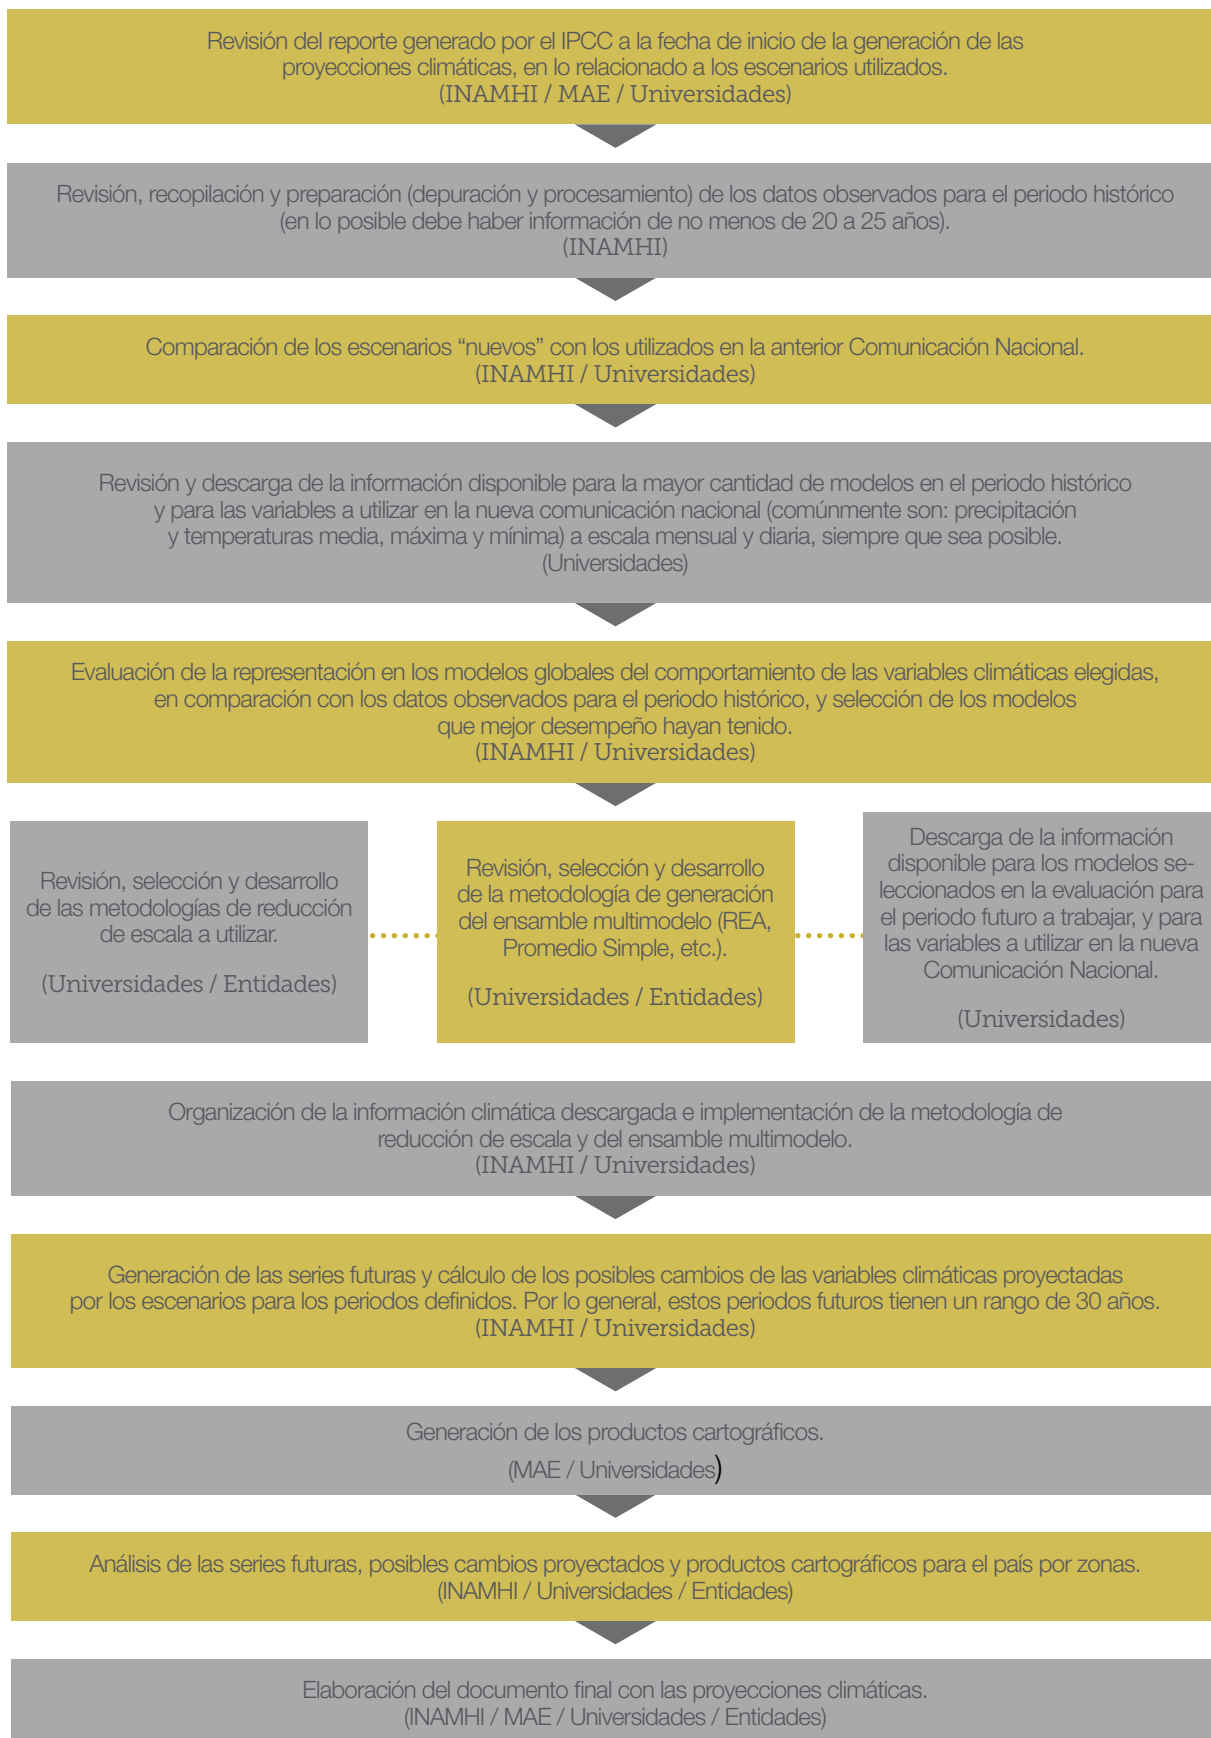 Revisión del reporte generado por el IPCC a la fecha de inicio de la generación de las
proyecciones climáticas, en lo relacionado a los escenarios utilizados.
(INAMHI / MAE / Universidades)
Revisión, recopilación y preparación (depuración y procesamiento) de los datos observados para el periodo histórico
(en lo posible debe haber información de no menos de 20 a 25 años).
(INAMHI)
Comparación de los escenarios “nuevos” con los utilizados en la anterior Comunicación Nacional.
(INAMHI / Universidades)
Revisión y descarga de la información disponible para la mayor cantidad de modelos en el periodo histórico
y para las variables a utilizar en la nueva comunicación nacional (comúnmente son: precipitación
y temperaturas media, máxima y mínima) a escala mensual y diaria, siempre que sea posible.
(Universidades)
Evaluación de la representación en los modelos globales del comportamiento de las variables climáticas elegidas,
en comparación con los datos observados para el periodo histórico, y selección de los modelos
que mejor desempeño hayan tenido.
(INAMHI / Universidades)
Revisión, selección y desarrollo
de las metodologías de reducción
de escala a utilizar.
(Universidades / Entidades)
Revisión, selección y desarrollo
de la metodología de generación
del ensamble multimodelo (REA,
Promedio Simple, etc.).
(Universidades / Entidades)
Descarga de la información
disponible para los modelos se-
leccionados en la evaluación para
el periodo futuro a trabajar, y para
las variables a utilizar en la nueva
Comunicación Nacional.
(Universidades)
Organización de la información climática descargada e implementación de la metodología de
reducción de escala y del ensamble multimodelo.
(INAMHI / Universidades)
Generación de las series futuras y cálculo de los posibles cambios de las variables climáticas proyectadas
por los escenarios para los periodos definidos. Por lo general, estos periodos futuros tienen un rango de 30 años.
(INAMHI / Universidades)
Generación de los productos cartográficos.
(MAE / Universidades)
Análisis de las series futuras, posibles cambios proyectados y productos cartográficos para el país por zonas.
(INAMHI / Universidades / Entidades)
Elaboración del documento final con las proyecciones climáticas.
(INAMHI / MAE / Universidades / Entidades)